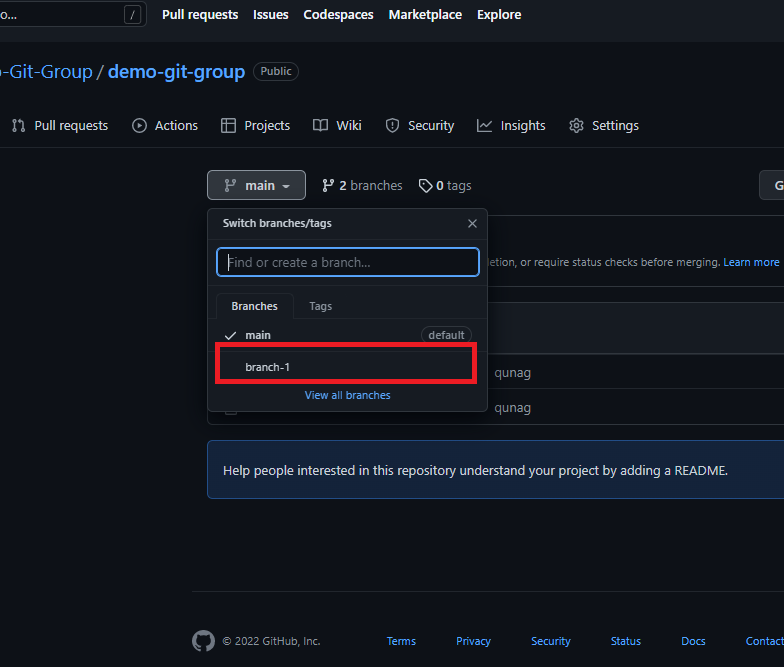 o... /
Pull requests Issues Codespaces Marketplace Explore
-Git-Group / demo-git-group Public
Pull requests Actions Projects Wiki Security Insights Settings
main 2 branches 0 tags G
Switch branches/tags
Find or create a branch...
etion, or require status checks before merging. Learn more
Branches Tags
main default
branch-1
qunag
View all branches
qunag
Help people interested in this repository understand your project by adding a README.
© 2022 GitHub, Inc. Terms Privacy Security Status Docs Contact